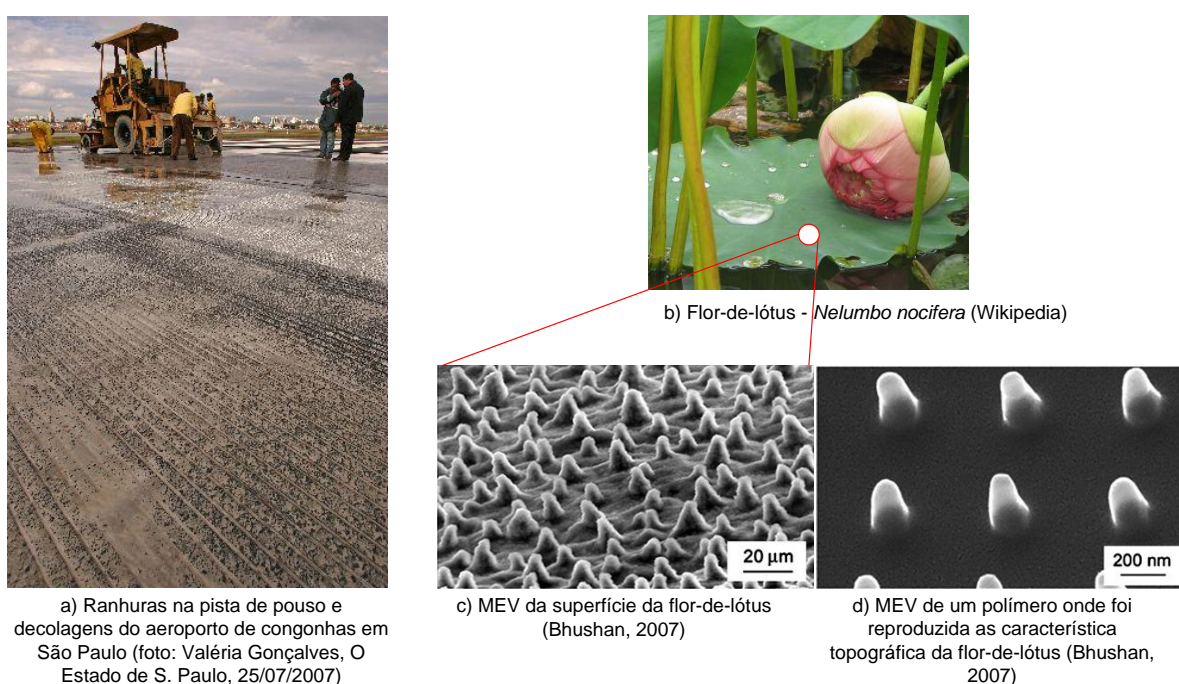 b) Flor-de-lótus - Nelumbo nocifera (Wikipedia)
20 µm
200 nm
a) Ranhuras na pista de pouso e
decolagens do aeroporto de congonhas em
São Paulo (foto: Valéria Gonçalves, O
Estado de S. Paulo, 25/07/2007)
c) MEV da superfície da flor-de-lótus
(Bhushan, 2007)
d) MEV de um polímero onde foi
reproduzida as característica
topográfica da flor-de-lótus (Bhushan,
2007)